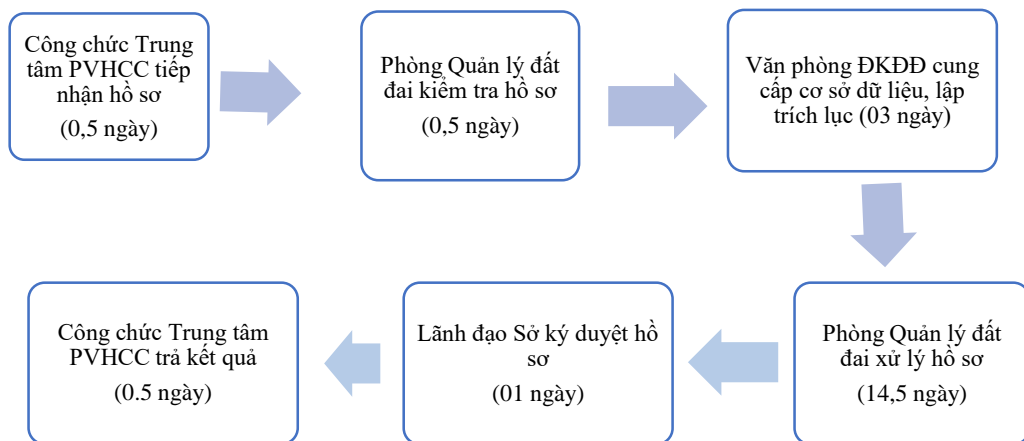 Công chức Trung
tâm PVHCC tiếp
nhận hồ sơ
(0,5 ngày)
Phòng Quản lý đất
đai kiểm tra hồ sơ
(0,5 ngày)
Văn phòng ĐKĐĐ cung
cấp cơ sở dữ liệu, lập
trích lục (03 ngày)
Phòng Quản lý đất
đai xử lý hồ sơ
(14,5 ngày)
Lãnh đạo Sở ký duyệt hồ
sơ
(01 ngày)
Công chức Trung tâm
PVHCC trả kết quả
(0.5 ngày)